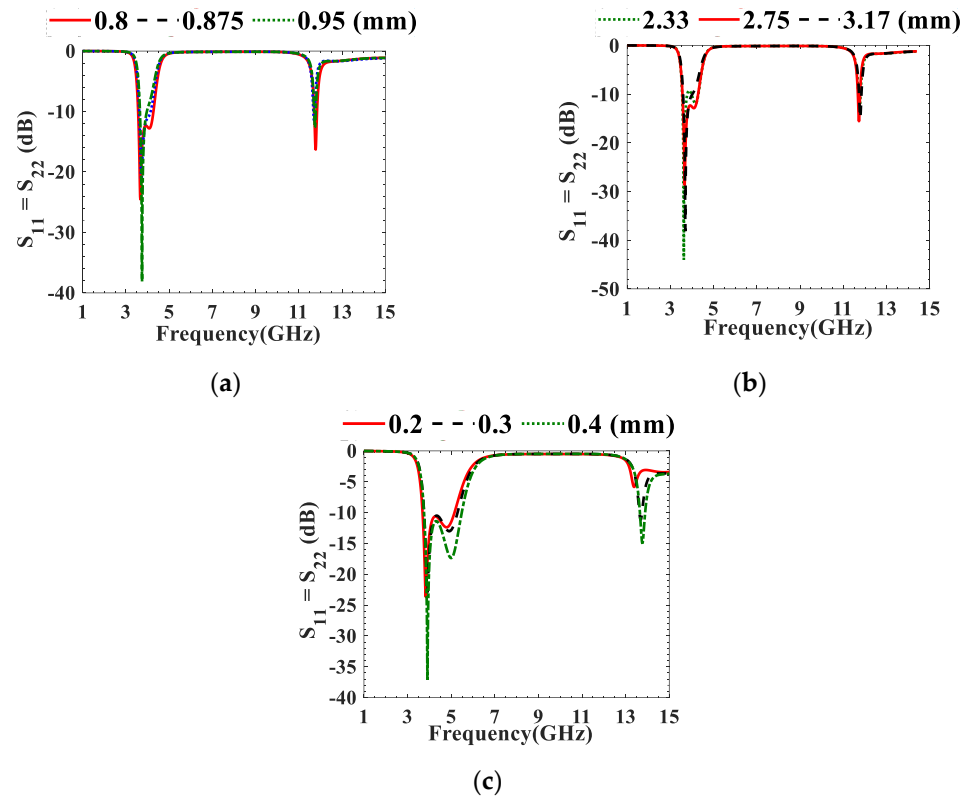 0.8 0.875 0.95 (mm)
S11 = S22 (dB)
0
-10
-20
-30
-40
1 3 5 7 9 11 13 15
Frequency(GHz)
(a)
2.33 2.75 3.17 (mm)
S11 = S22 (dB)
0
-10
-20
-30
-40
-50
1 3 5 7 9 11 13 15
Frequency(GHz)
(b)
0.2 0.3 0.4 (mm)
S11 = S22 (dB)
0
-5
-10
-15
-20
-25
-30
-35
-40
1 3 5 7 9 11 13 15
Frequency(GHz)
(c)